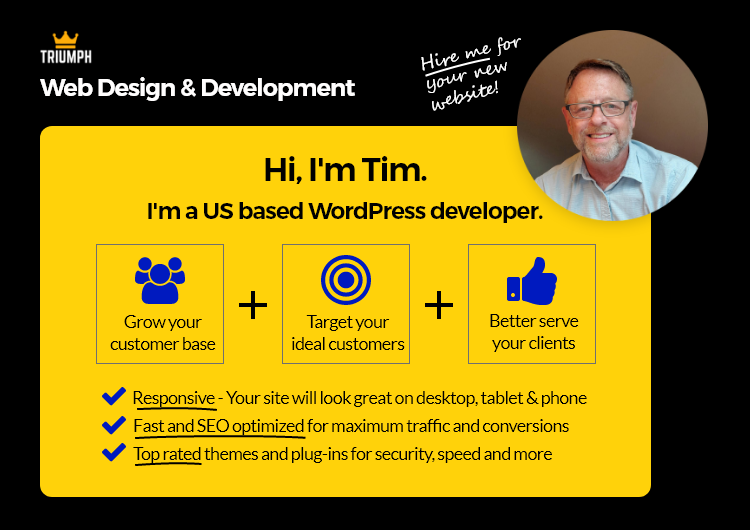 TRIUMPH
Web Design & Development
Hire me for
your new
website!
Hi, I'm Tim.
I'm a US based WordPress developer.
Grow your
customer base
Target your
ideal customers
Better serve
your clients
Responsive - Your site will look great on desktop, tablet & phone
Fast and SEO optimized for maximum traffic and conversions
Top rated themes and plug-ins for security, speed and more